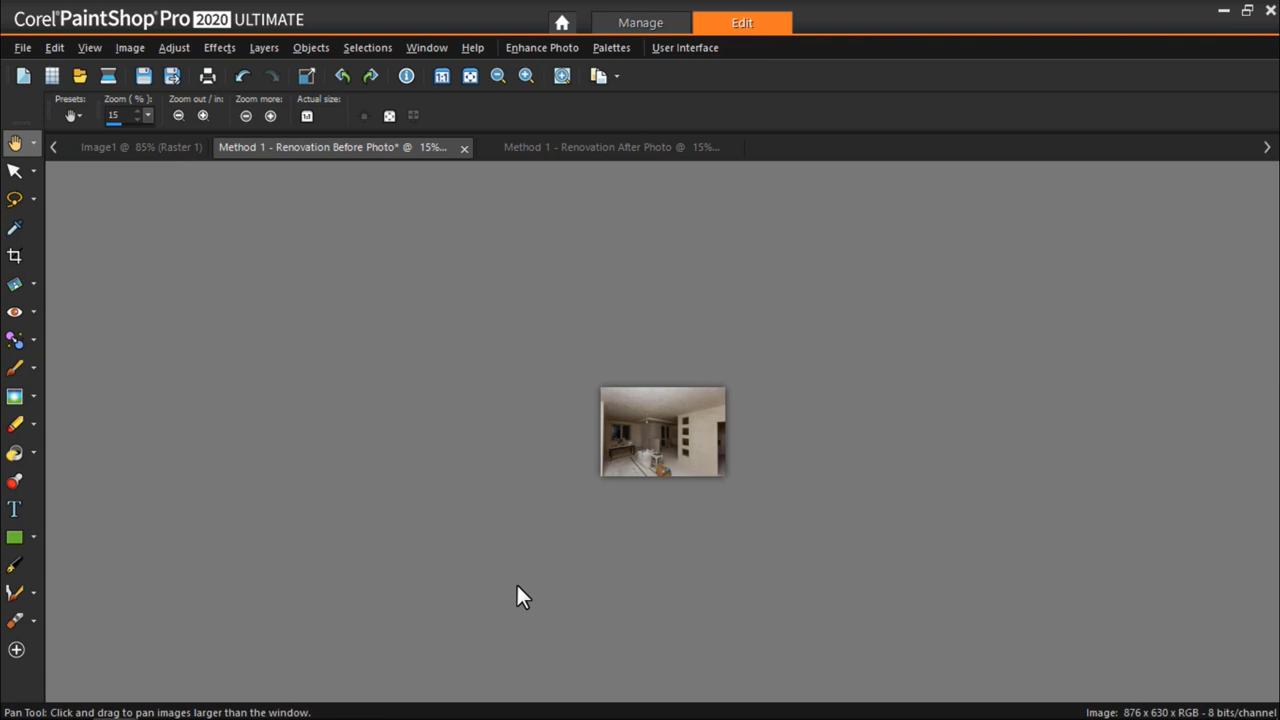 Corel® PaintShop® Pro 2020 ULTIMATE
Manage
Edit
File Edit View Image Adjust Effects Layers Objects Selections Window Help Enhance Photo Palettes User Interface
Presets: Zoom ( % ): Zoom out / in: Zoom more: Actual size:
15
Image1 @ 85% (Raster 1)
Method 1 - Renovation Before Photo* @ 15%...
Method 1 - Renovation After Photo @ 15%...
T
Pan Tool: Click and drag to pan images larger than the window.
Image: 876 x 630 x RGB - 8 bits/channel